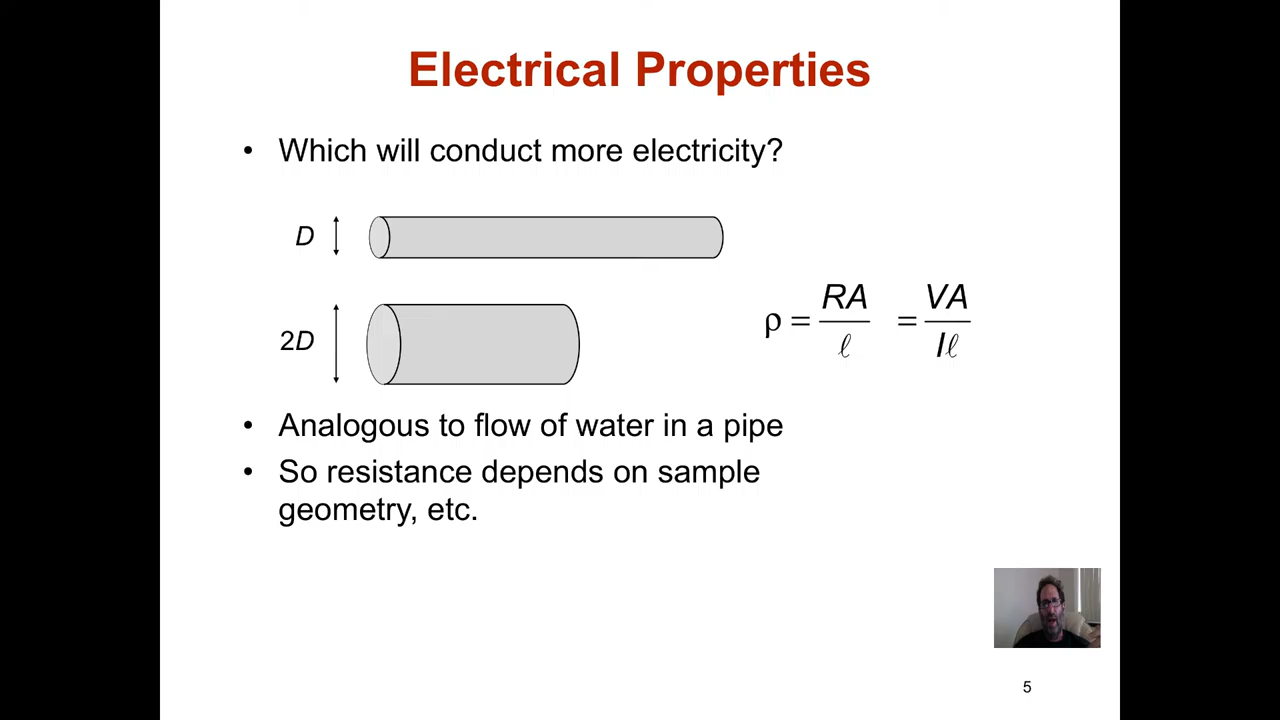 Electrical Properties
• Which will conduct more electricity?
D
2D
ρ = RA/ℓ = VA/Iℓ
• Analogous to flow of water in a pipe
• So resistance depends on sample
geometry, etc.
5